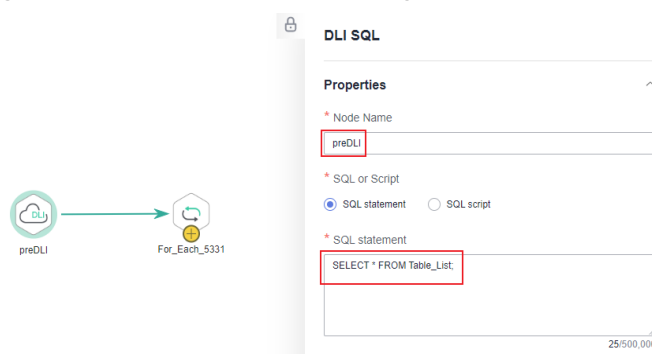 DLI SQL
Properties
* Node Name
preDLI
* SQL or Script
SQL statement SQL script
* SQL statement
SELECT * FROM Table_List;
25/500,000
DLI
preDLI For_Each_5331